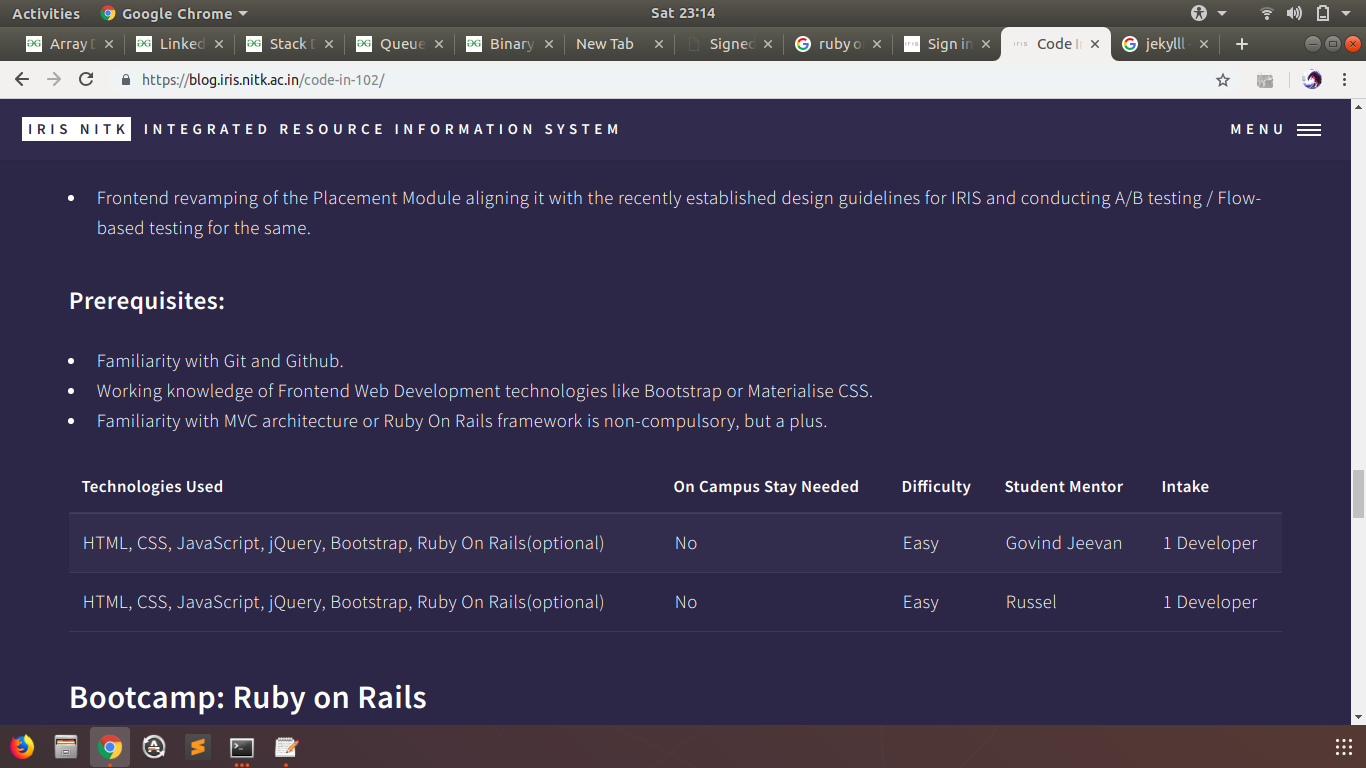 Activities Google Chrome Sat 23:14
Array D Linked Stack D Queue Binary New Tab Signed ruby o Sign in Code I jekylll
https://blog.iris.nitk.ac.in/code-in-102/
IRIS NITK INTEGRATED RESOURCE INFORMATION SYSTEM MENU
• Frontend revamping of the Placement Module aligning it with the recently established design guidelines for IRIS and conducting A/B testing / Flow-
based testing for the same.
Prerequisites:
• Familiarity with Git and Github.
• Working knowledge of Frontend Web Development technologies like Bootstrap or Materialise CSS.
• Familiarity with MVC architecture or Ruby On Rails framework is non-compulsory, but a plus.
Technologies Used On Campus Stay Needed Difficulty Student Mentor Intake
HTML, CSS, JavaScript, jQuery, Bootstrap, Ruby On Rails(optional) No Easy Govind Jeevan 1 Developer
HTML, CSS, JavaScript, jQuery, Bootstrap, Ruby On Rails(optional) No Easy Russel 1 Developer
Bootcamp: Ruby on Rails